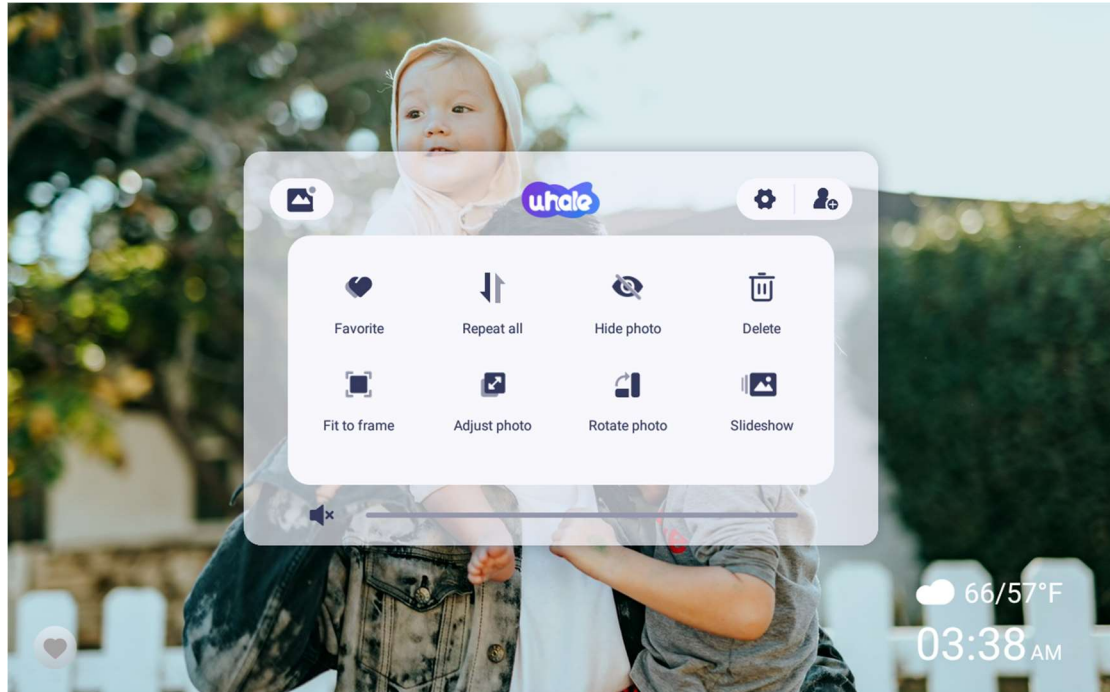 uhale
Favorite
Repeat all
Hide photo
Delete
Fit to frame
Adjust photo
Rotate photo
Slideshow
66/57°F
03:38 AM